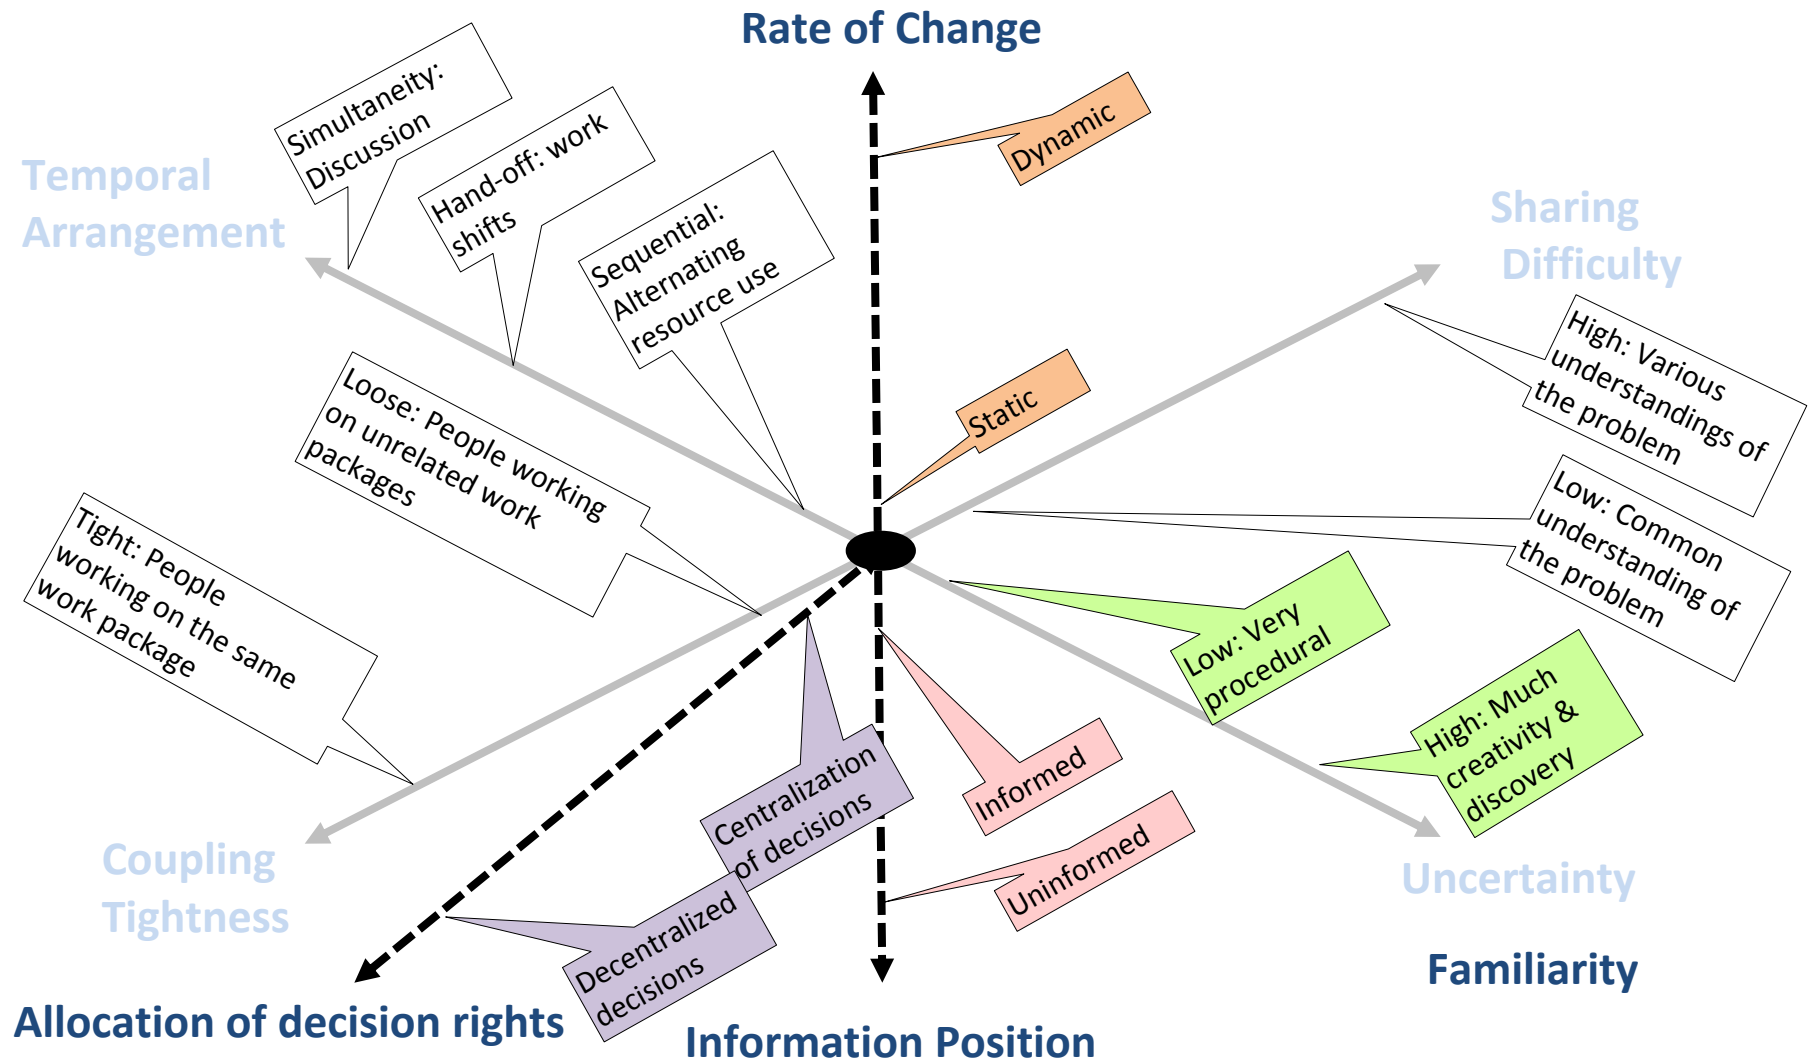 Rate of Change
Simultaneity:
Discussion
Hand-off: work
shifts
Sequential:
Alternating
resource use
Dynamic
Static
Temporal
Arrangement
Sharing
Difficulty
High: Various
understandings of
the problem
Low: Common
understanding of
the problem
Loose: People working
on unrelated work
packages
Tight: People
working on the same
work package
Low: Very
procedural
High: Much
creativity &
discovery
Centralization
of decisions
Decentralized
decisions
Informed
Uninformed
Coupling
Tightness
Uncertainty
Familiarity
Allocation of decision rights
Information Position